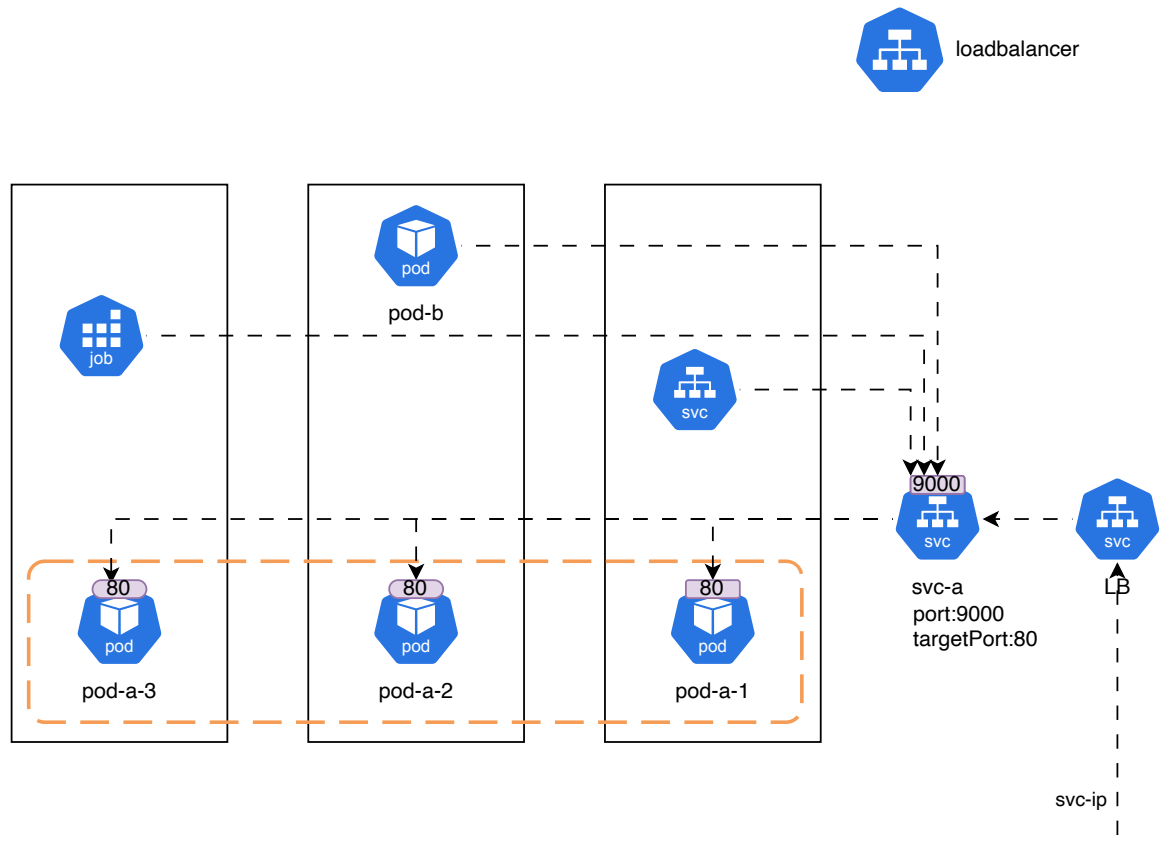 loadbalancer
pod
pod-b
job
svc
9000
svc
svc
svc-a
port:9000
targetPort:80
LB
80
80
80
pod
pod
pod
pod-a-3
pod-a-2
pod-a-1
svc-ip